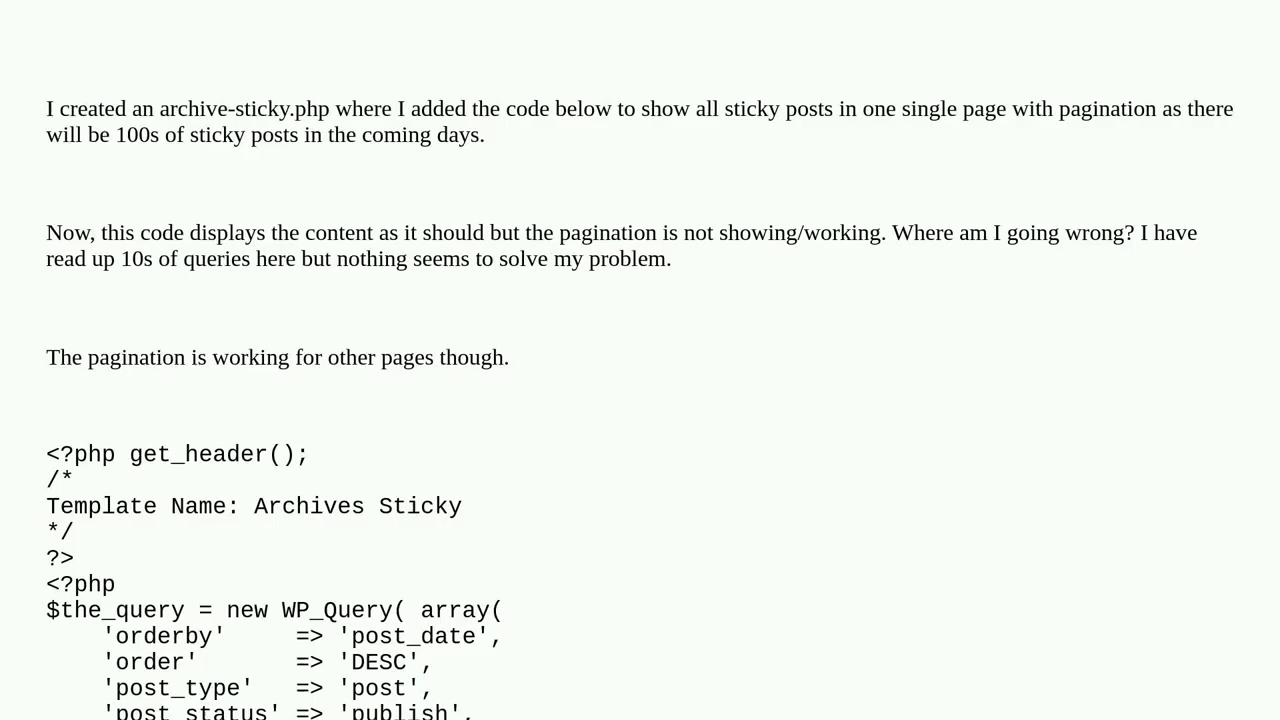 I created an archive-sticky.php where I added the code below to show all sticky posts in one single page with pagination as there
will be 100s of sticky posts in the coming days.
Now, this code displays the content as it should but the pagination is not showing/working. Where am I going wrong? I have
read up 10s of queries here but nothing seems to solve my problem.
The pagination is working for other pages though.
<?php get_header();
/*
Template Name: Archives Sticky
*/
?>
<?php
$the_query = new WP_Query( array(
    'orderby'     => 'post_date',
    'order'       => 'DESC',
    'post_type'   => 'post',
    'post_status' => 'publish',